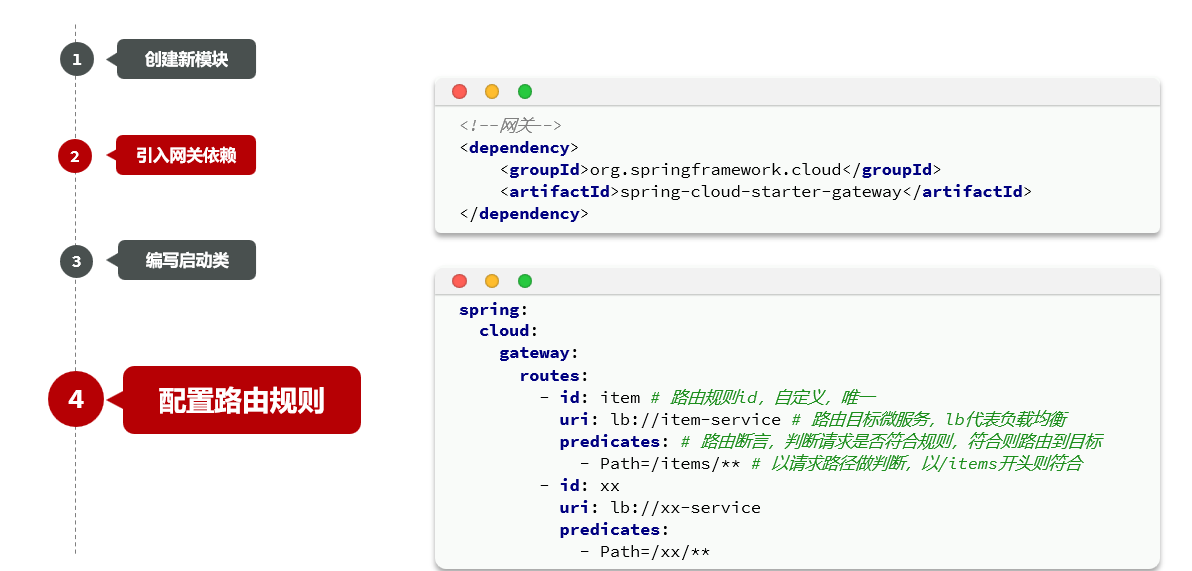 1 创建新模块
2 引入网关依赖
3 编写启动类
4 配置路由规则
<!--网关-->
<dependency>
    <groupId>org.springframework.cloud</groupId>
    <artifactId>spring-cloud-starter-gateway</artifactId>
</dependency>
spring:
  cloud:
    gateway:
      routes:
        - id: item # 路由规则id，自定义，唯一
          uri: lb://item-service # 路由目标微服务，lb代表负载均衡
          predicates: # 路由断言，判断请求是否符合规则，符合则路由到目标
            - Path=/items/** # 以请求路径做判断，以/items开头则符合
        - id: xx
          uri: lb://xx-service
          predicates:
            - Path=/xx/**